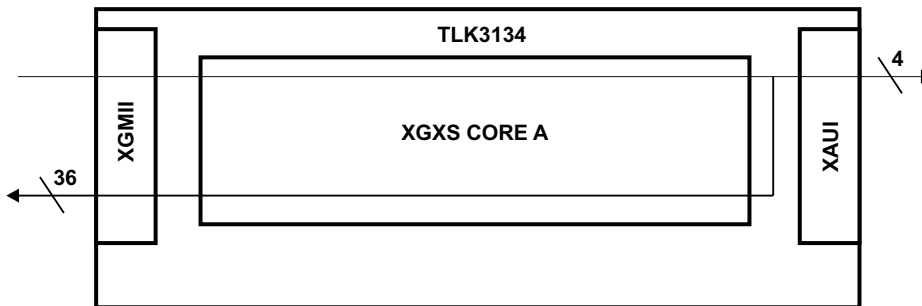 TLK3134
4
XGMII
XGXS CORE A
XAUI
36